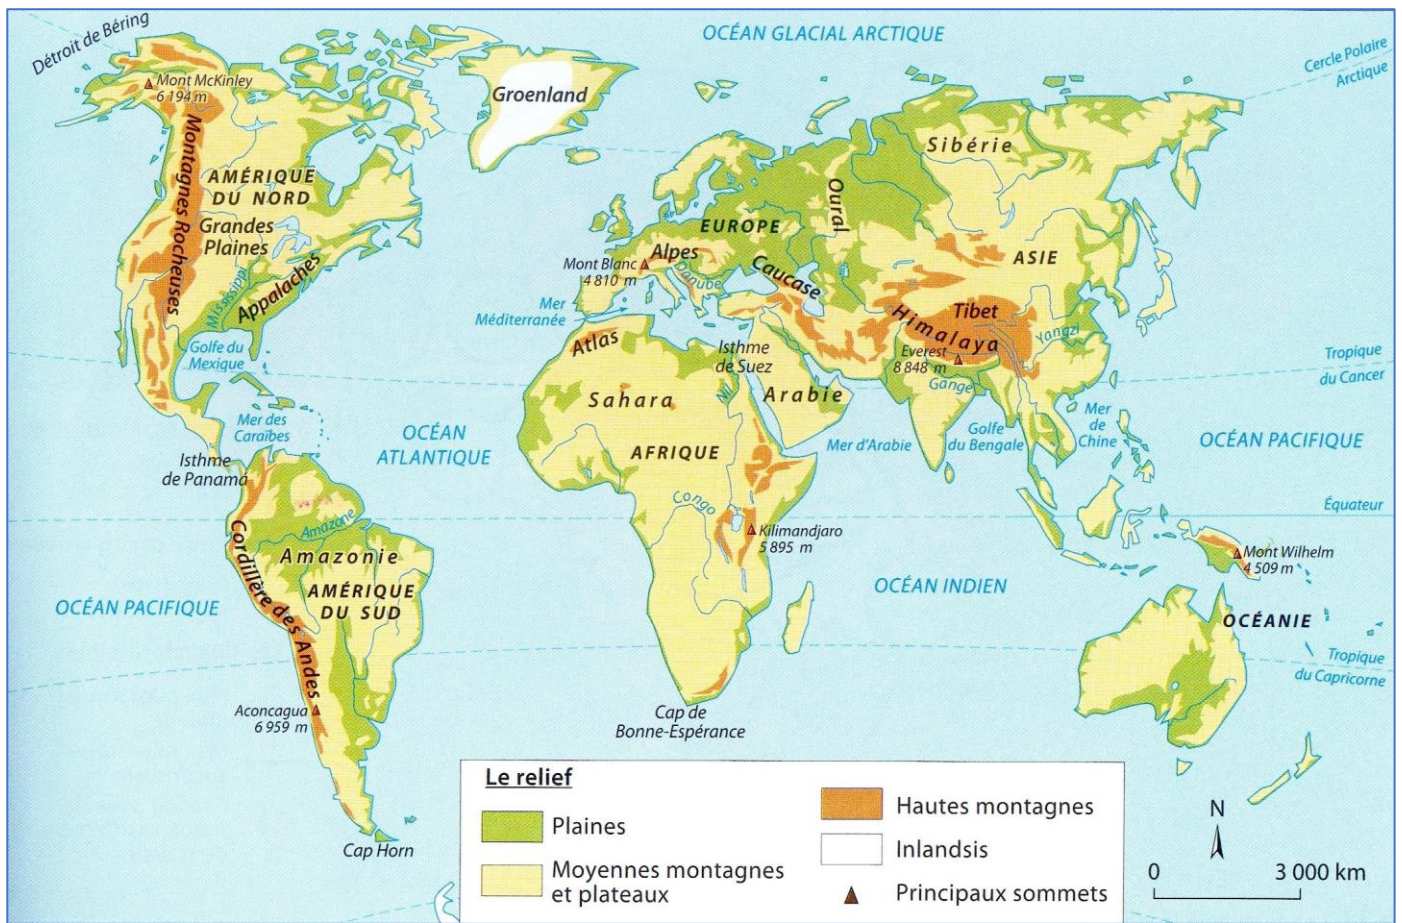 OCÉAN GLACIAL ARCTIQUE
Détroit de Béring
Cercle Polaire
Arctique
Mont McKinley
6 194 m
Groenland
Montagnes Rocheuses
AMÉRIQUE
DU NORD
Grandes
Plaines
Appalaches
Mississipi
Golfe du
Mexique
Mer des
Caraïbes
Isthme
de Panamá
OCÉAN
ATLANTIQUE
Sibérie
Oural
EUROPE
ASIE
Alpes
Mont Blanc
4 810 m
Danube
Caucase
Mer
Méditerranée
Tibet
Himalaya
Everest
8 848 m
Yangzi
Gange
Atlas
Isthme
de Suez
Nil
Arabie
Sahara
AFRIQUE
Mer d'Arabie
Golfe
du Bengale
Mer
de
Chine
Tropique
du Cancer
OCÉAN PACIFIQUE
Équateur
Congo
Kilimandjaro
5 895 m
Mont Wilhelm
4 509 m
Amazone
Amazonie
AMÉRIQUE
DU SUD
Cordillère des Andes
OCÉAN PACIFIQUE
OCÉAN INDIEN
OCÉANIE
Tropique
du Capricorne
Aconcagua
6 959 m
Cap de
Bonne-Espérance
Cap Horn
Le relief
Plaines
Moyennes montagnes
et plateaux
Hautes montagnes
Inlandsis
Principaux sommets
N
0 3 000 km